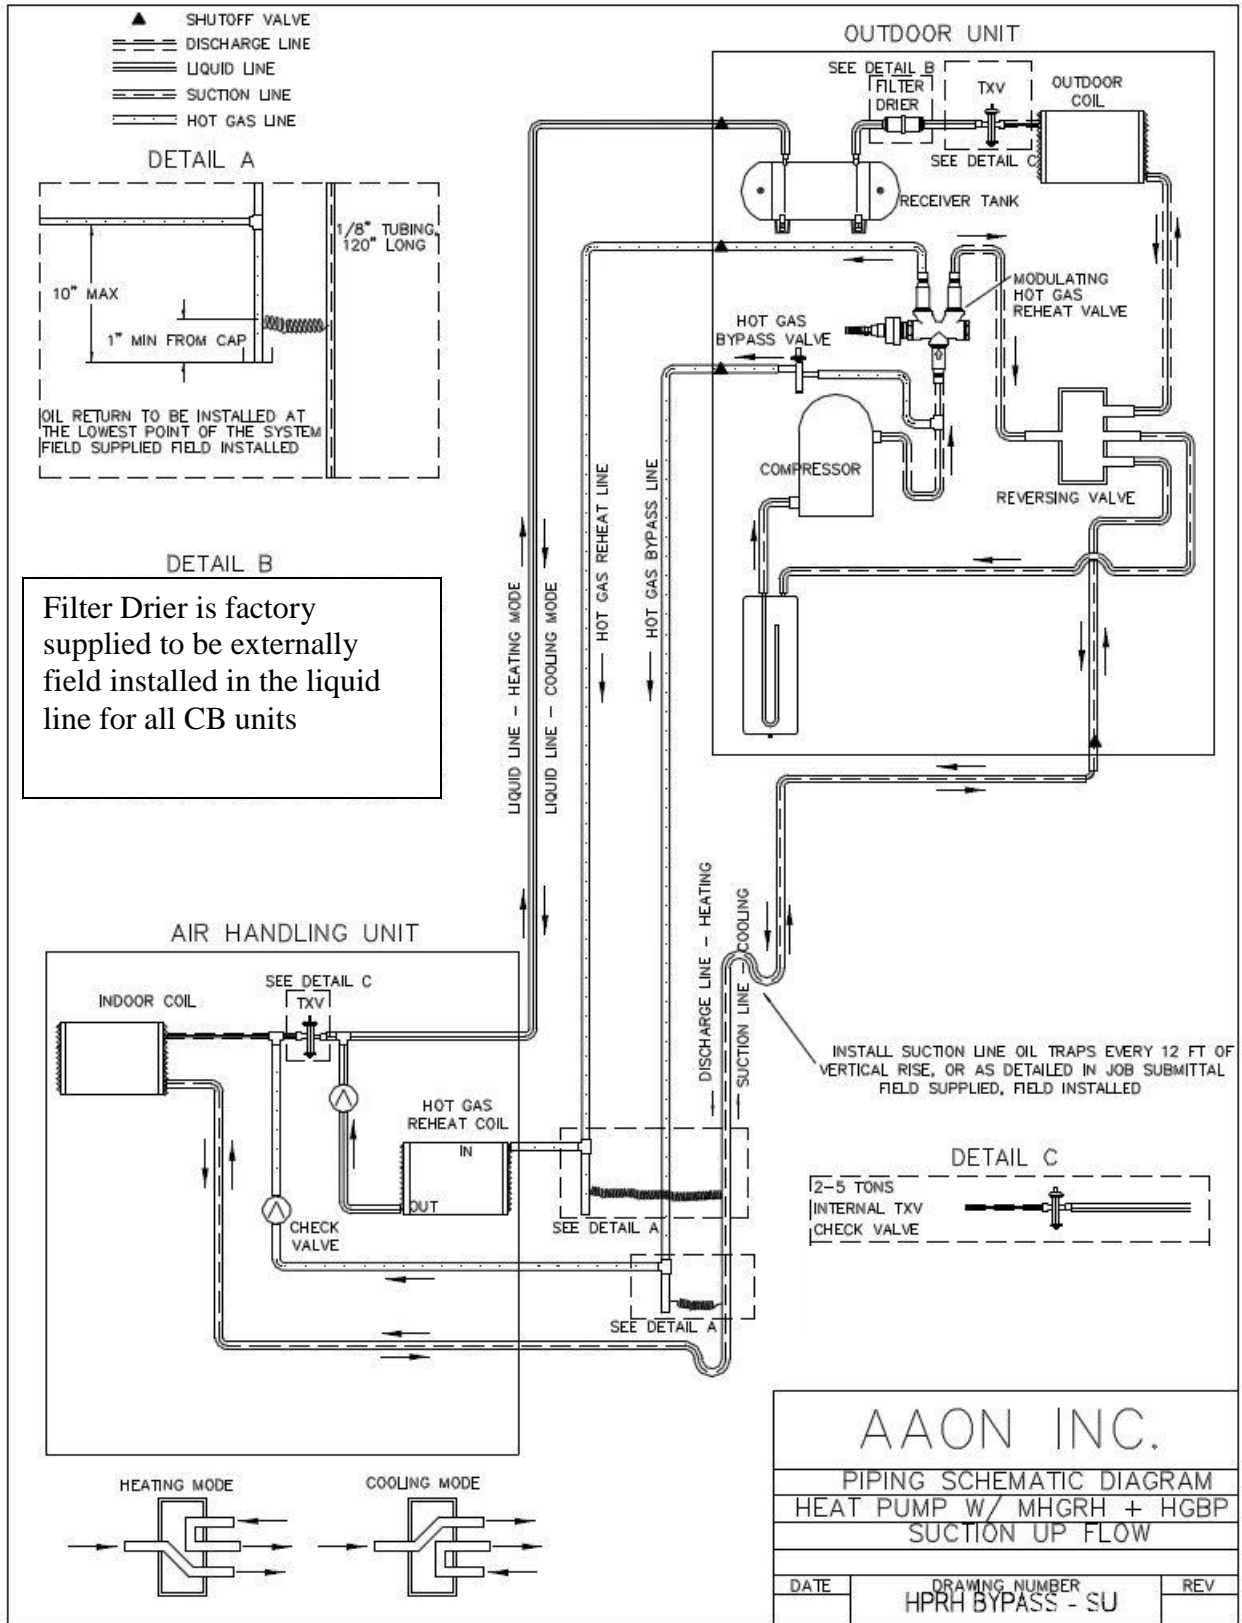 SHUTOFF VALVE
DISCHARGE LINE
LIQUID LINE
SUCTION LINE
HOT GAS LINE
DETAIL A
1/8" TUBING,
120" LONG
10" MAX
1" MIN FROM CAP
OIL RETURN TO BE INSTALLED AT
THE LOWEST POINT OF THE SYSTEM
FIELD SUPPLIED FIELD INSTALLED
DETAIL B
Filter Drier is factory
supplied to be externally
field installed in the liquid
line for all CB units
OUTDOOR UNIT
SEE DETAIL B
FILTER
DRIER
TXV
OUTDOOR
COIL
SEE DETAIL C
RECEIVER TANK
MODULATING
HOT GAS
REHEAT VALVE
HOT GAS
BYPASS VALVE
COMPRESSOR
REVERSING VALVE
LIQUID LINE - HEATING MODE
LIQUID LINE - COOLING MODE
HOT GAS REHEAT LINE
HOT GAS BYPASS LINE
DISCHARGE LINE - HEATING
SUCTION LINE - COOLING
AIR HANDLING UNIT
INDOOR COIL
SEE DETAIL C
TXV
HOT GAS
REHEAT COIL
IN
OUT
CHECK
VALVE
SEE DETAIL A
SEE DETAIL A
INSTALL SUCTION LINE OIL TRAPS EVERY 12 FT OF
VERTICAL RISE, OR AS DETAILED IN JOB SUBMITTAL
FIELD SUPPLIED, FIELD INSTALLED
DETAIL C
2-5 TONS
INTERNAL TXV
CHECK VALVE
HEATING MODE
COOLING MODE
AAON INC.
PIPING SCHEMATIC DIAGRAM
HEAT PUMP W/ MHGRH + HGBP
SUCTION UP FLOW
DATE
DRAWING NUMBER
REV
HPRH BYPASS - SU